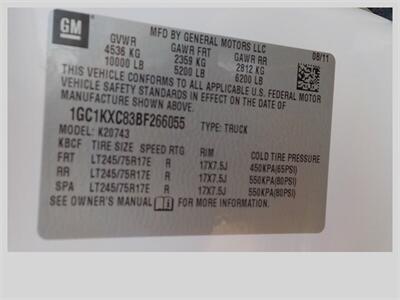 GM
MFD BY GENERAL MOTORS LLC
08/11
GVWR GAWR FRT GAWR RR
4536 KG 2359 KG 2812 KG
10000 LB 5200 LB 6200 LB
THIS VEHICLE CONFORMS TO ALL APPLICABLE U.S. FEDERAL MOTOR
VEHICLE SAFETY STANDARDS IN EFFECT ON THE DATE OF
MANUFACTURE SHOWN ABOVE.
1GC1KXC83BF266055 TYPE: TRUCK
MODEL: K20743
KBCF TIRE SIZE SPEED RTG RIM COLD TIRE PRESSURE
FRT LT245/75R17E R 17X7.5J 450KPA(65PSI)
RR LT245/75R17E R 17X7.5J 550KPA(80PSI)
SPA LT245/75R17E R 17X7.5J 550KPA(80PSI)
SEE OWNER'S MANUAL FOR MORE INFORMATION.